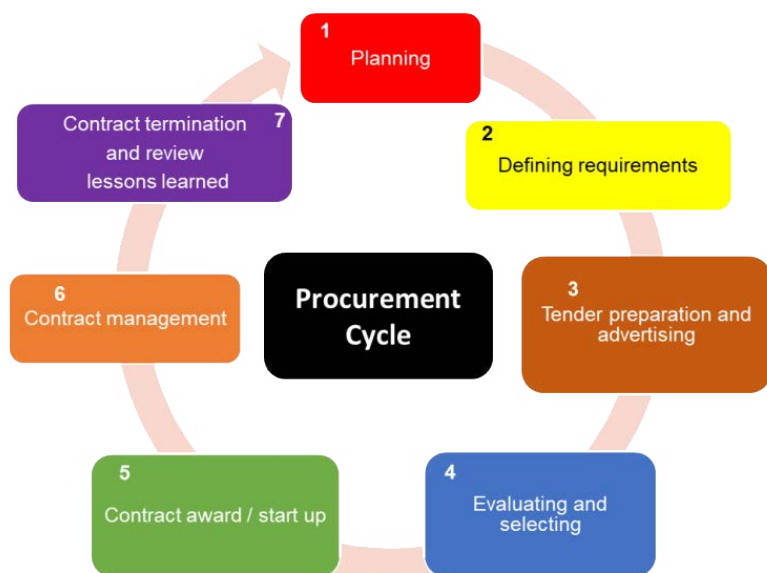 1
Planning
2
Defining requirements
3
Tender preparation and
advertising
4
Evaluating and
selecting
5
Contract award / start up
6
Contract management
7
Contract termination
and review
lessons learned
Procurement
Cycle